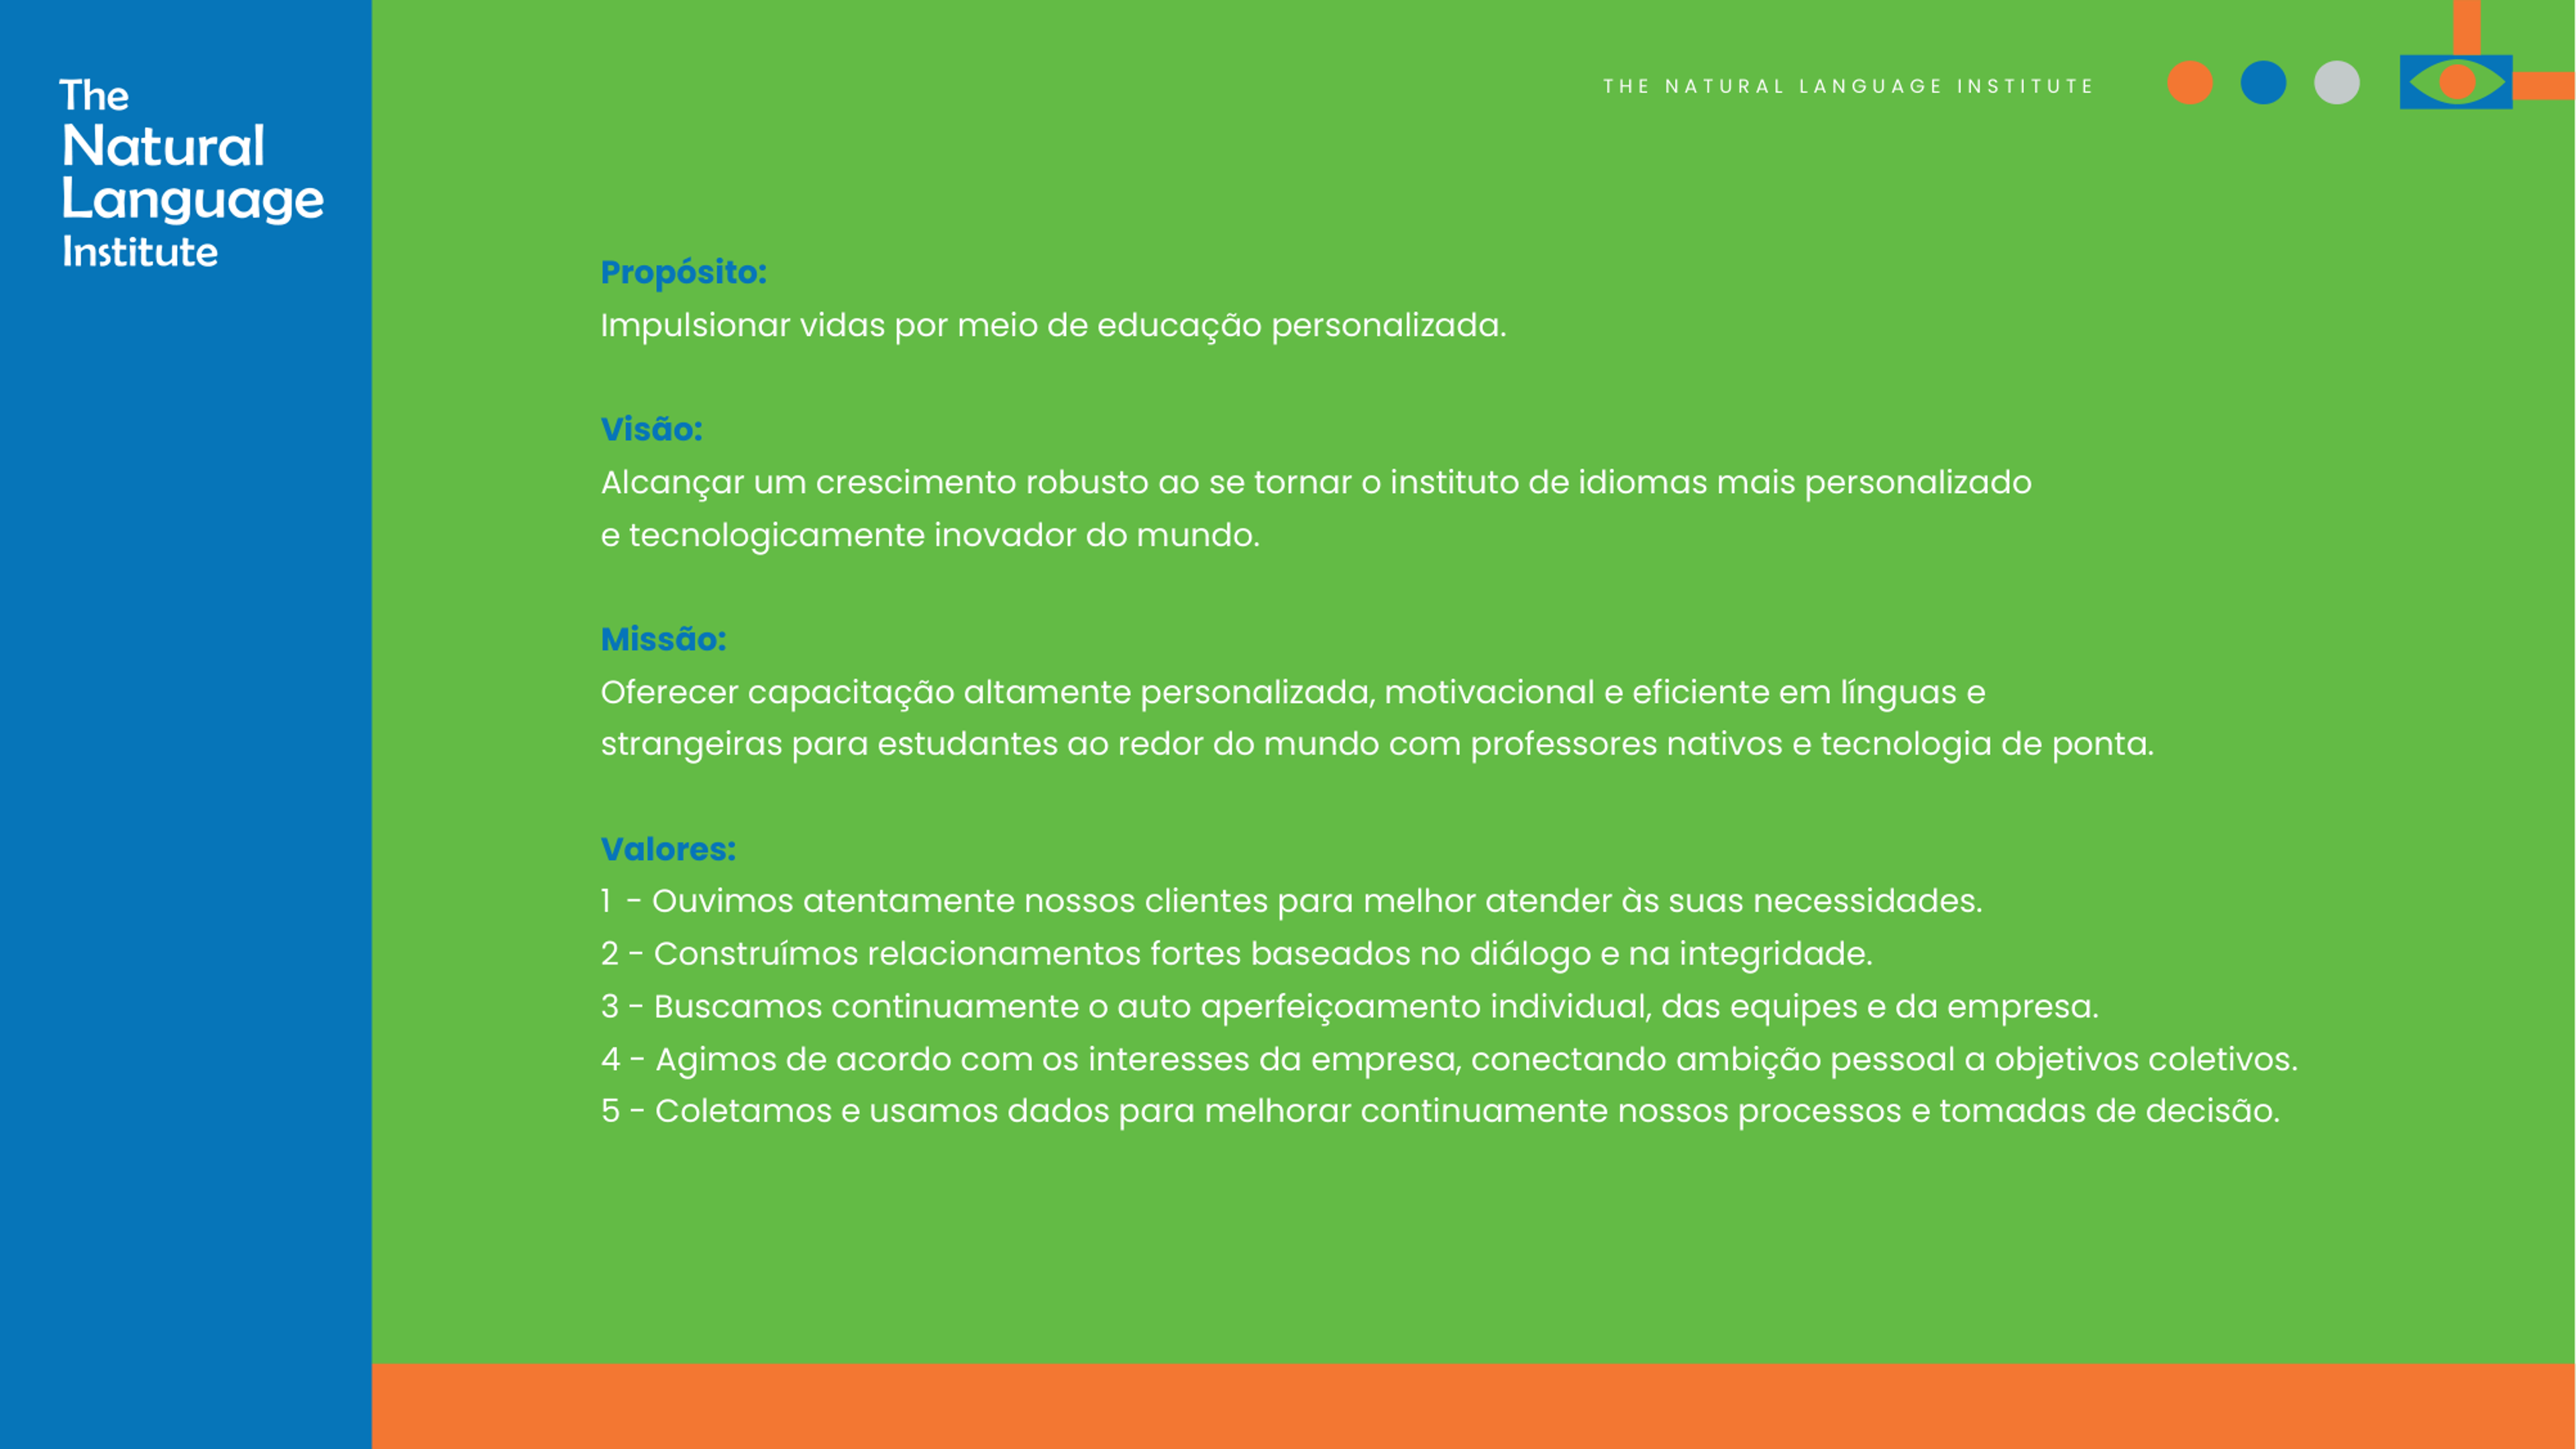 The
Natural
Language
Institute
THE NATURAL LANGUAGE INSTITUTE
Propósito:
Impulsionar vidas por meio de educação personalizada.
Visão:
Alcançar um crescimento robusto ao se tornar o instituto de idiomas mais personalizado
e tecnologicamente inovador do mundo.
Missão:
Oferecer capacitação altamente personalizada, motivacional e eficiente em línguas e
strangeiras para estudantes ao redor do mundo com professores nativos e tecnologia de ponta.
Valores:
1 - Ouvimos atentamente nossos clientes para melhor atender às suas necessidades.
2 - Construímos relacionamentos fortes baseados no diálogo e na integridade.
3 - Buscamos continuamente o auto aperfeiçoamento individual, das equipes e da empresa.
4 - Agimos de acordo com os interesses da empresa, conectando ambição pessoal a objetivos coletivos.
5 - Coletamos e usamos dados para melhorar continuamente nossos processos e tomadas de decisão.